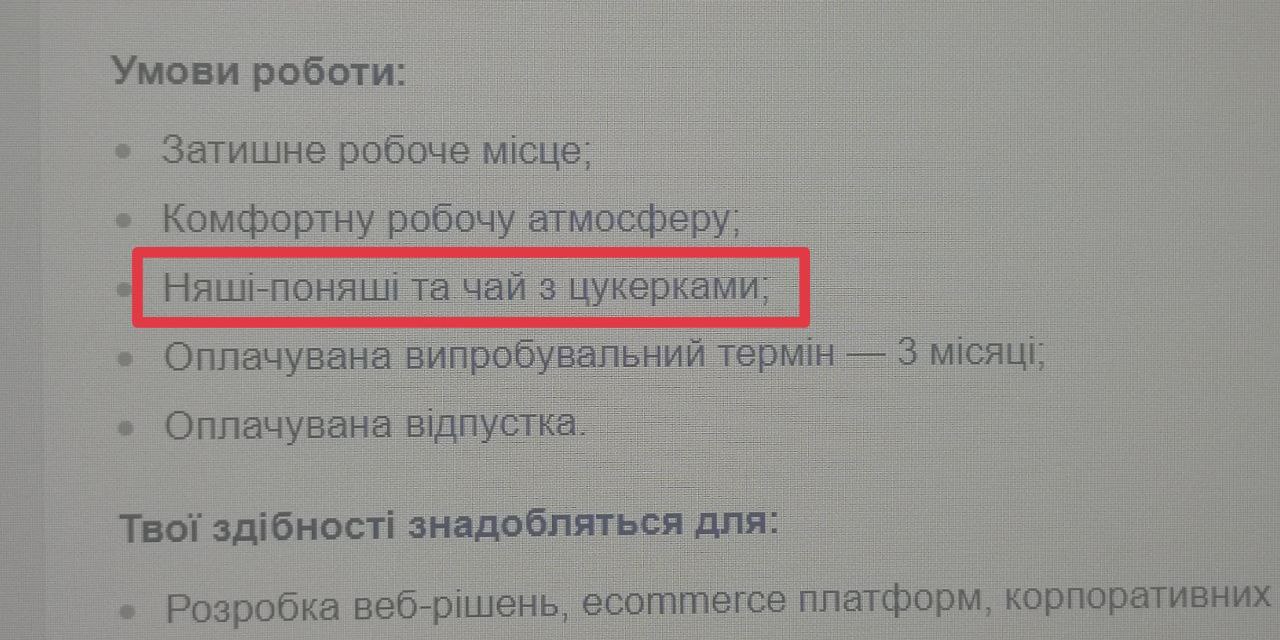 Умови роботи:
Затишне робоче місце;
Комфортну робочу атмосферу;
Няші-поняші та чай з цукерками;
Оплачувана випробувальний термін — 3 місяці;
Оплачувана відпустка.
Твої здібності знадобляться для:
Розробка веб-рішень, ecommerce платформ, корпоративних